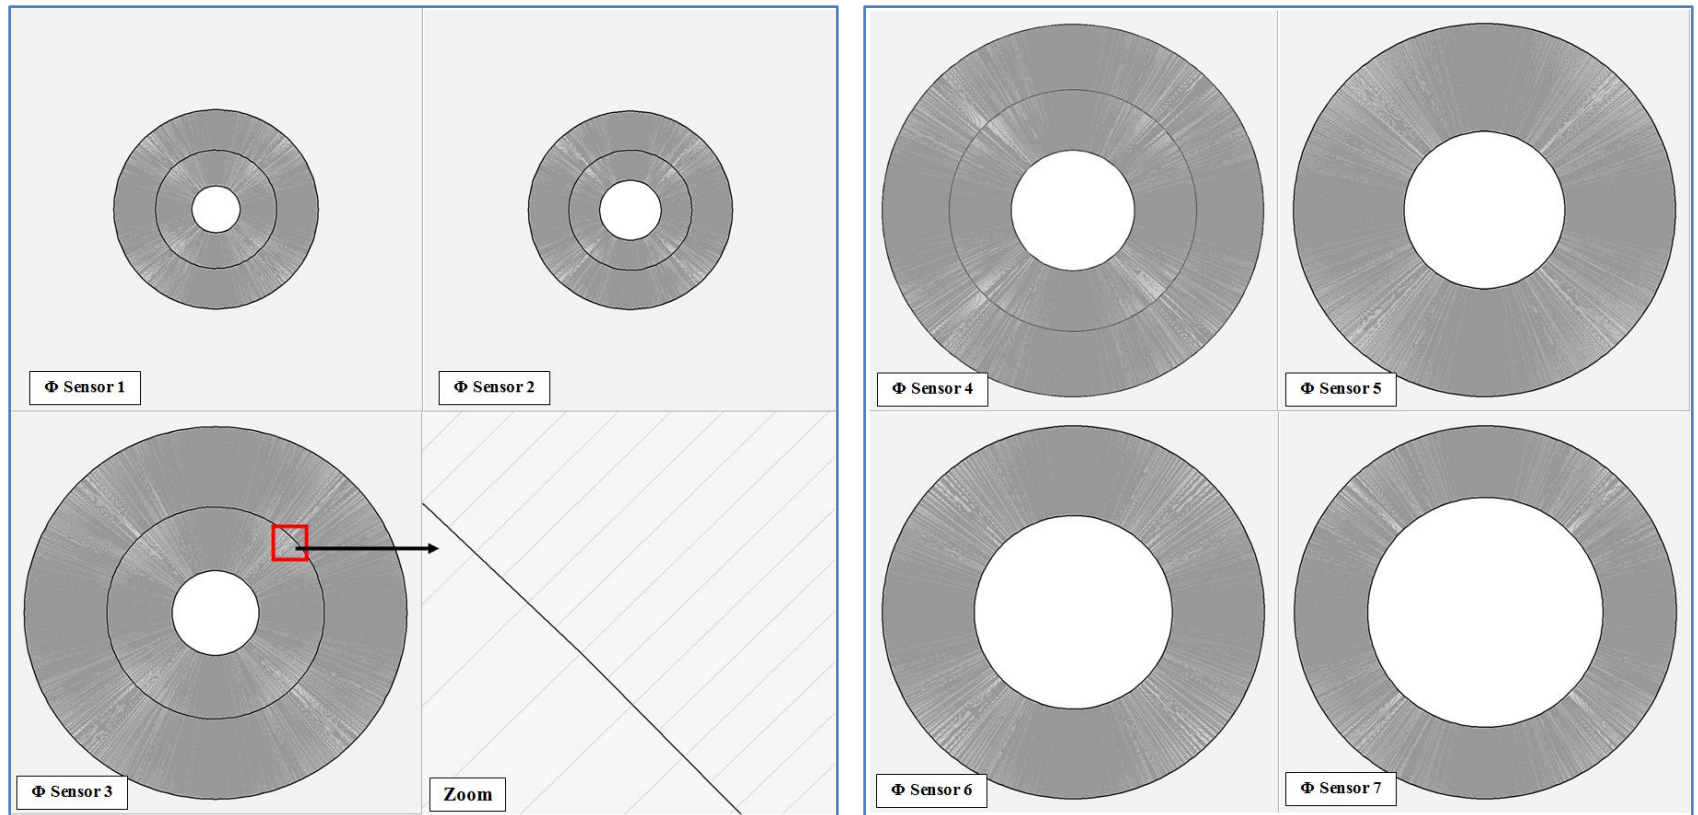 Φ Sensor 1
Φ Sensor 2
Φ Sensor 3
Zoom
Φ Sensor 4
Φ Sensor 5
Φ Sensor 6
Φ Sensor 7